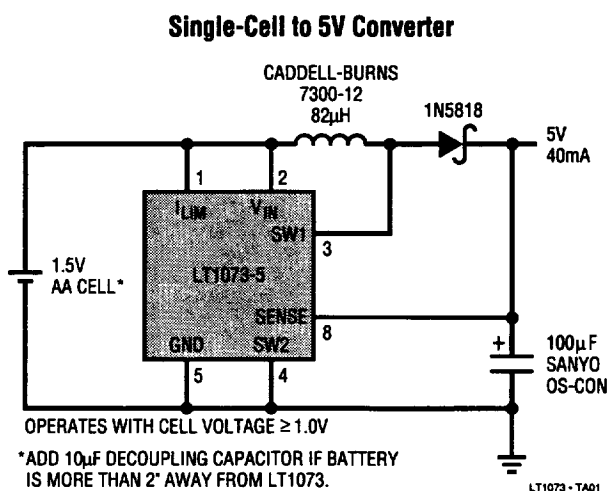 Single-Cell to 5V Converter
CADDELL-BURNS
7300-12
82µH
1N5818
5V
40mA
1
2
ILIM
VIN
SW1
3
LT1073-5
1.5V
AA CELL*
SENSE
8
GND
SW2
5
4
+
100µF
SANYO
OS-CON
OPERATES WITH CELL VOLTAGE ≥ 1.0V
*ADD 10µF DECOUPLING CAPACITOR IF BATTERY
IS MORE THAN 2" AWAY FROM LT1073.
LT1073 • TA01